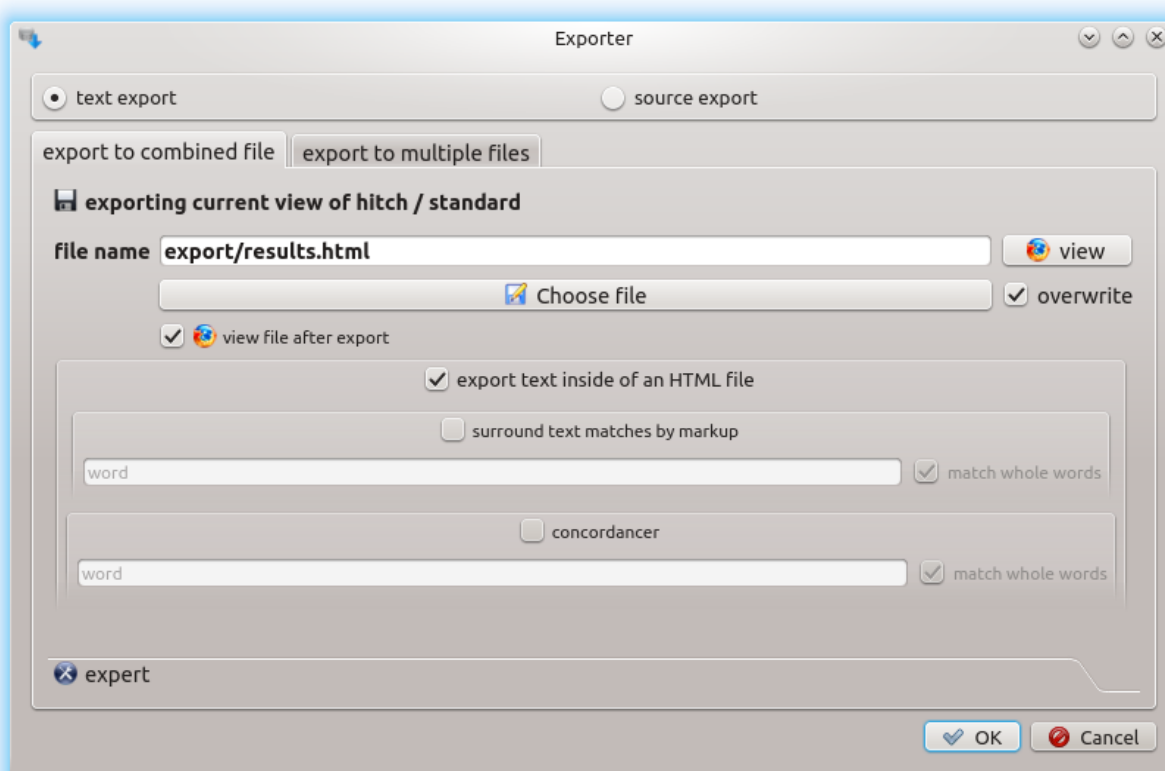 Exporter
text export source export
export to combined file export to multiple files
exporting current view of hitch / standard
file name export/results.html view
Choose file overwrite
view file after export
export text inside of an HTML file
surround text matches by markup
word match whole words
concordancer
word match whole words
expert
OK Cancel